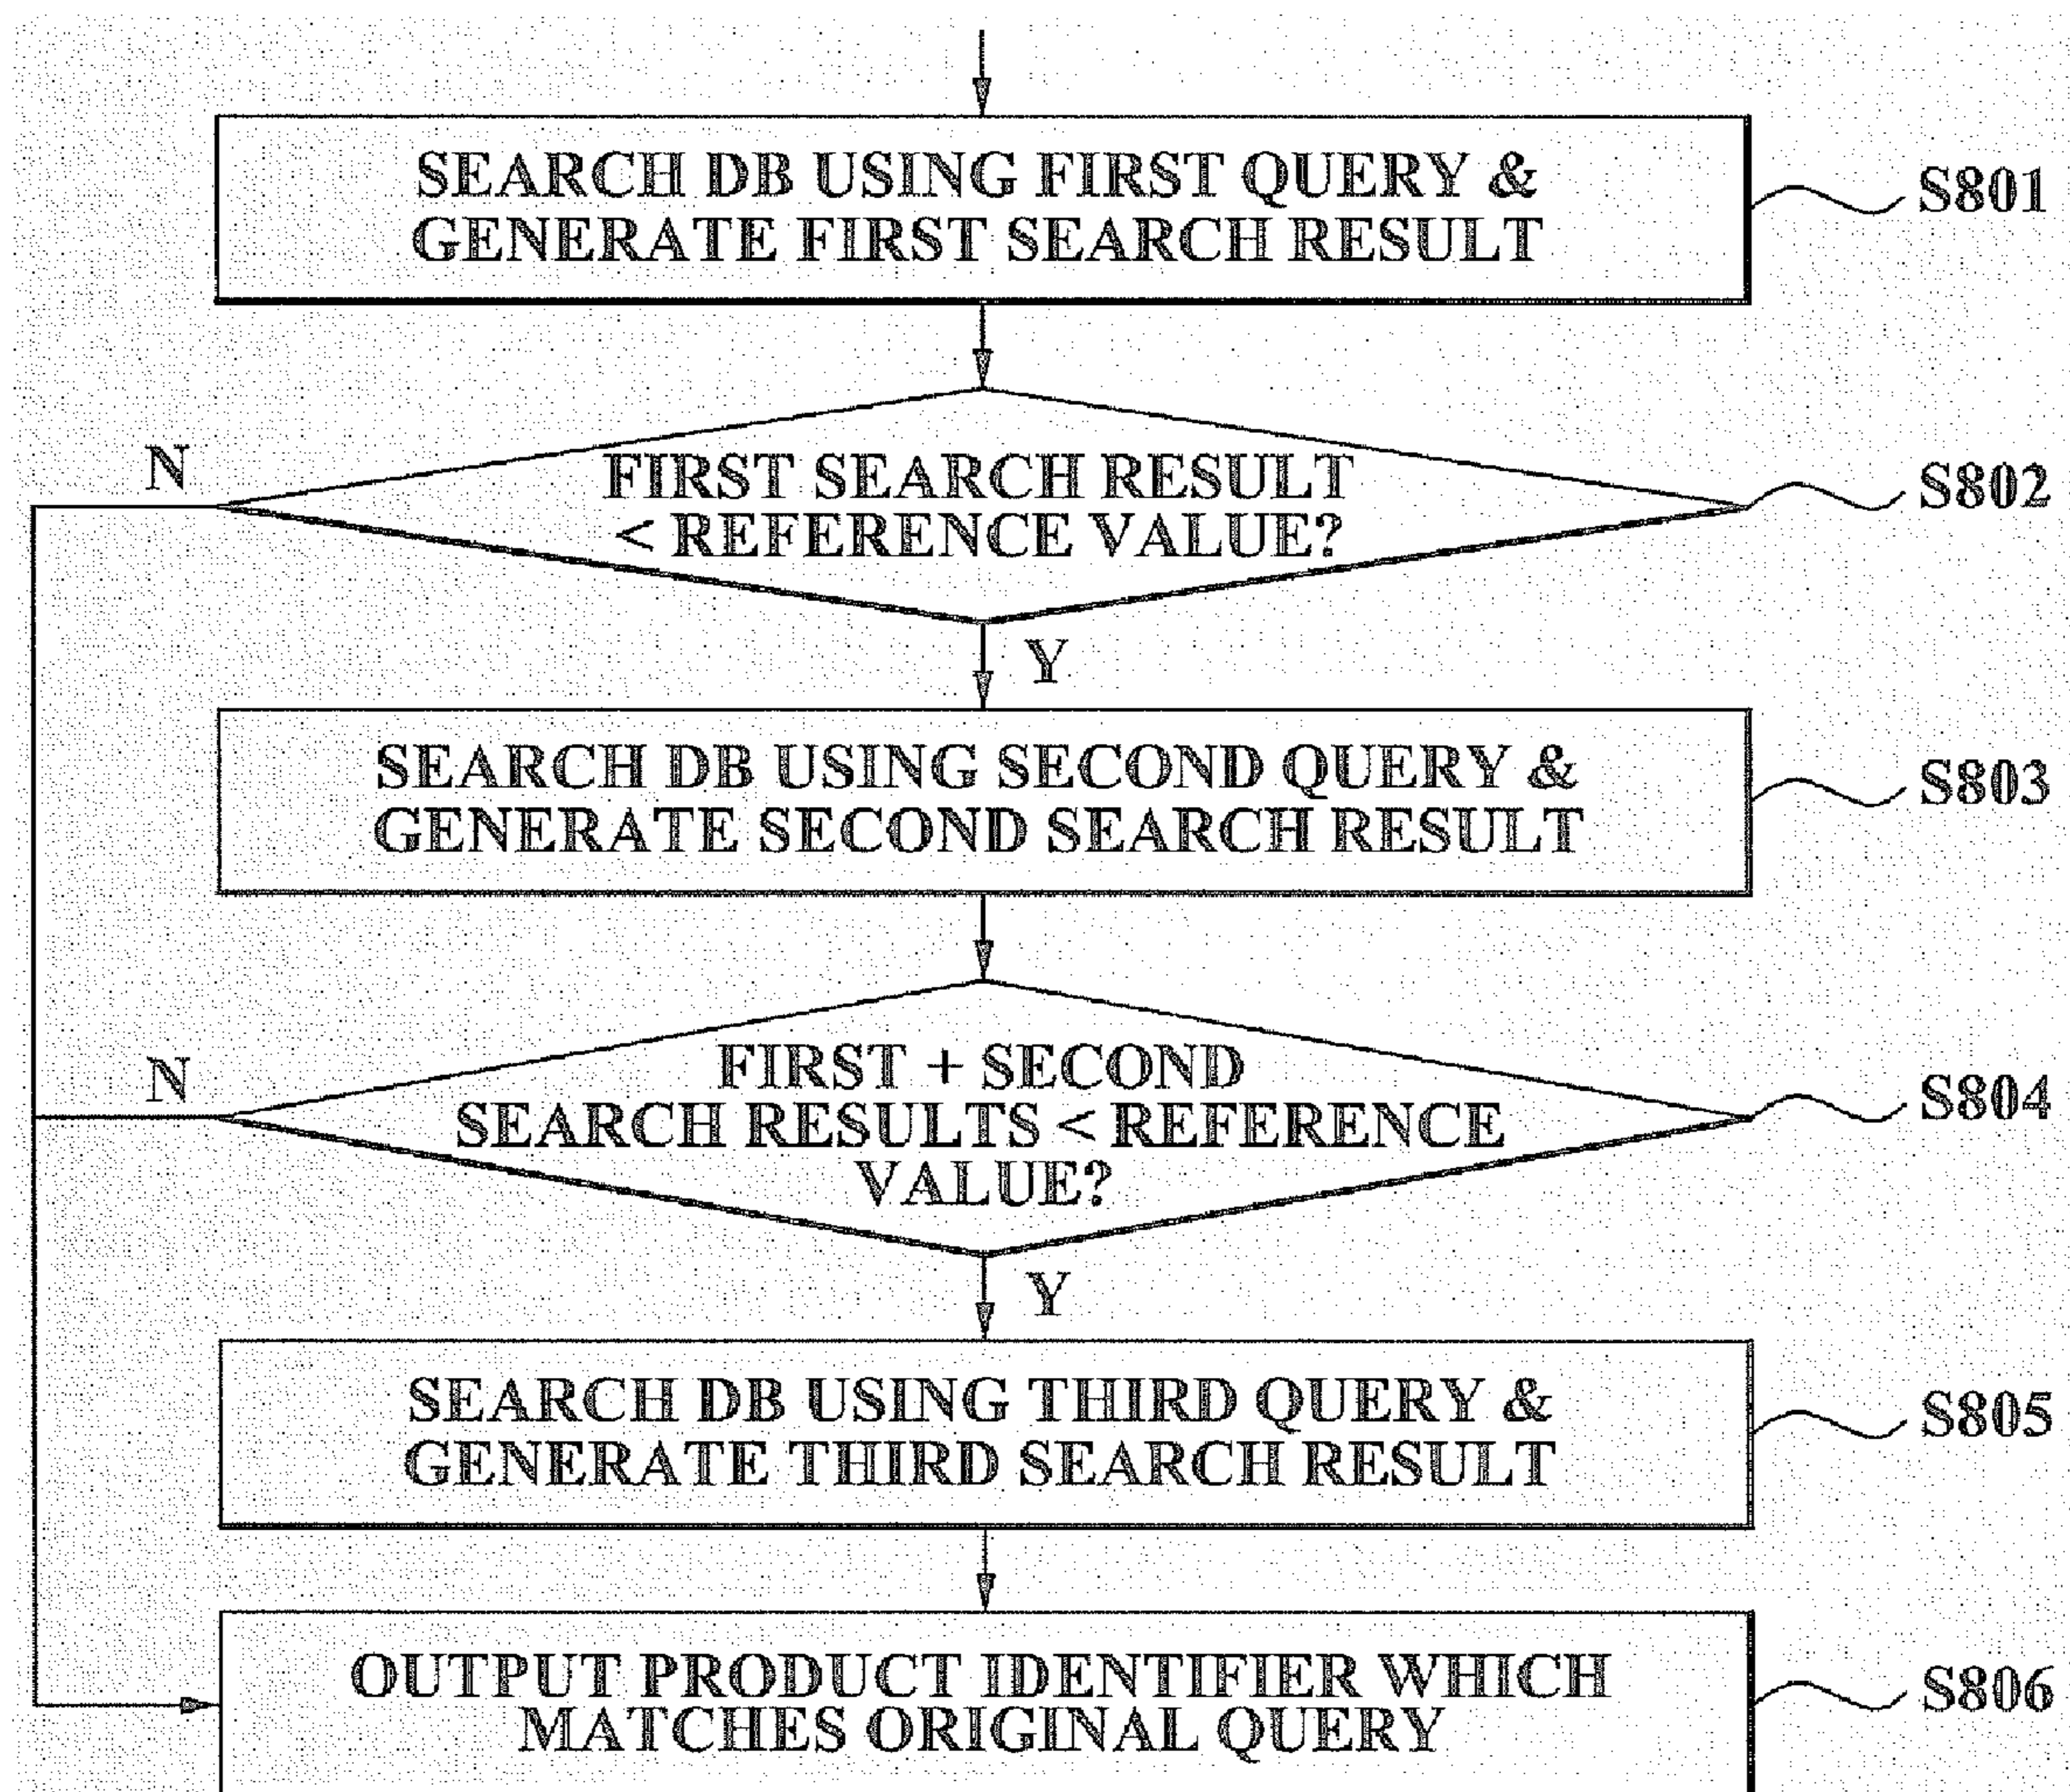 SEARCH DB USING FIRST QUERY &
GENERATE FIRST SEARCH RESULT
S801
N
FIRST SEARCH RESULT
< REFERENCE VALUE?
S802
Y
SEARCH DB USING SECOND QUERY &
GENERATE SECOND SEARCH RESULT
S803
N
FIRST + SECOND
SEARCH RESULTS < REFERENCE
VALUE?
S804
Y
SEARCH DB USING THIRD QUERY &
GENERATE THIRD SEARCH RESULT
S805
OUTPUT PRODUCT IDENTIFIER WHICH
MATCHES ORIGINAL QUERY
S806